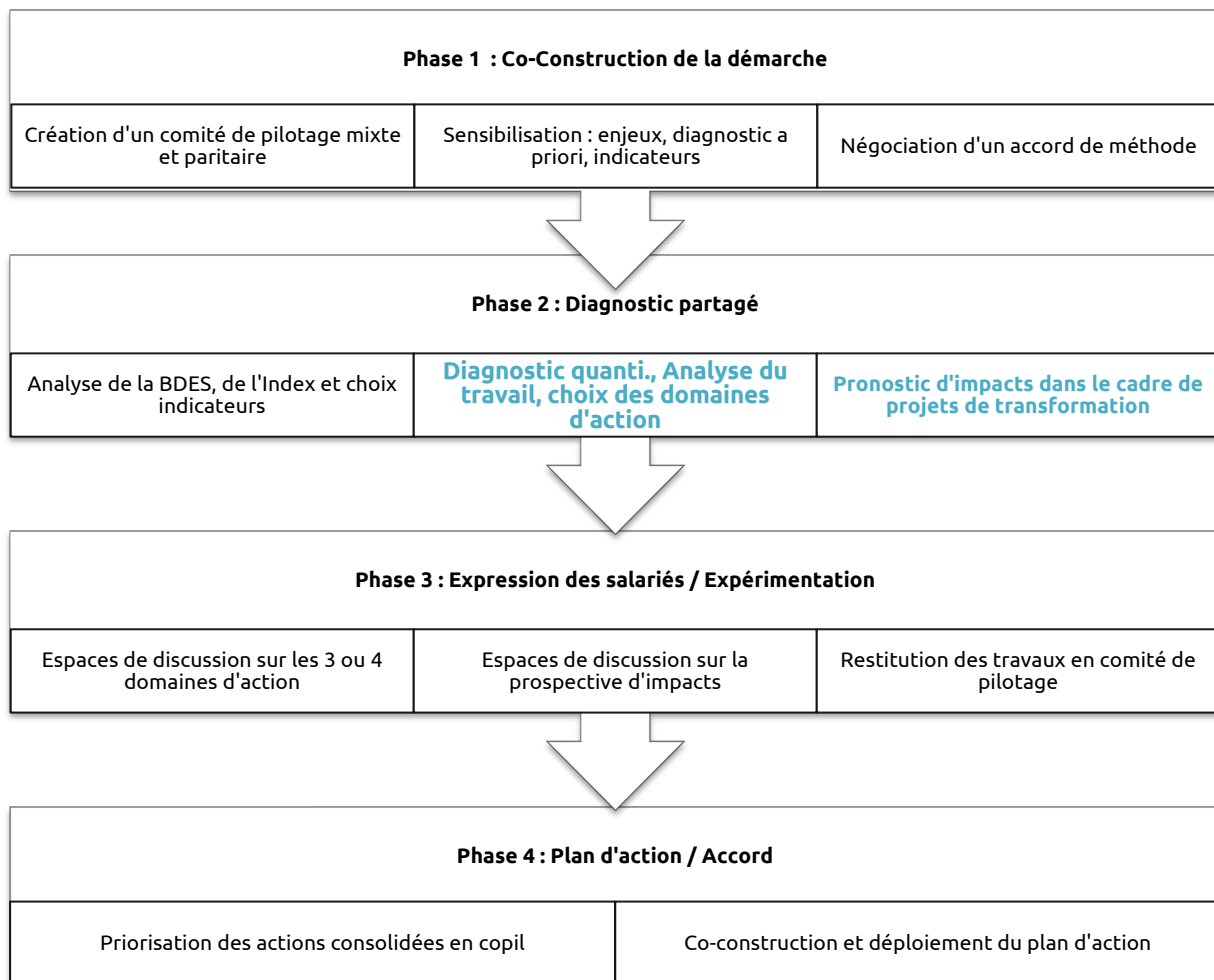 Phase 1 : Co-Construction de la démarche
Création d'un comité de pilotage mixte
et paritaire
Sensibilisation : enjeux, diagnostic a
priori, indicateurs
Négociation d'un accord de méthode
Phase 2 : Diagnostic partagé
Analyse de la BDES, de l'Index et choix
indicateurs
Diagnostic quanti., Analyse du
travail, choix des domaines
d'action
Pronostic d'impacts dans le cadre de
projets de transformation
Phase 3 : Expression des salariés / Expérimentation
Espaces de discussion sur les 3 ou 4
domaines d'action
Espaces de discussion sur la
prospective d'impacts
Restitution des travaux en comité de
pilotage
Phase 4 : Plan d'action / Accord
Priorisation des actions consolidées en copil
Co-construction et déploiement du plan d'action